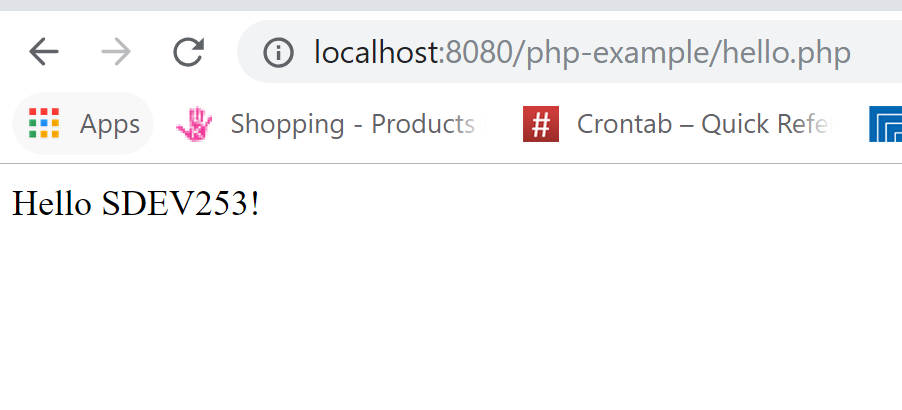 localhost:8080/php-example/hello.php
Apps Shopping - Products # Crontab – Quick Refe
Hello SDEV253!